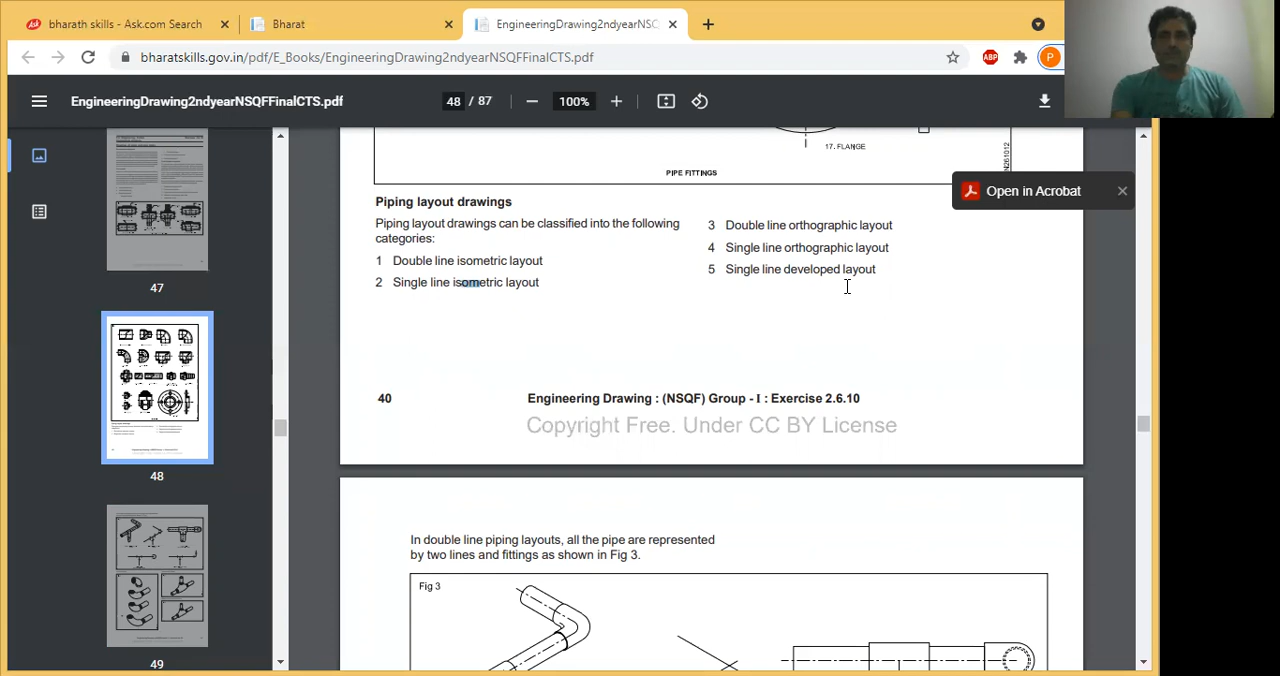 bharath skills - Ask.com Search
Bharat
EngineeringDrawing2ndyearNSQ
bharatskills.gov.in/pdf/E_Books/EngineeringDrawing2ndyearNSQFFinalCTS.pdf
ABP
P
EngineeringDrawing2ndyearNSQFFinalCTS.pdf
48 / 87
100%
17. FLANGE
N261012
PIPE FITTINGS
Open in Acrobat
Piping layout drawings
Piping layout drawings can be classified into the following
categories:
1 Double line isometric layout
2 Single line isometric layout
3 Double line orthographic layout
4 Single line orthographic layout
5 Single line developed layout
40
Engineering Drawing : (NSQF) Group - I : Exercise 2.6.10
Copyright Free. Under CC BY License
In double line piping layouts, all the pipe are represented
by two lines and fittings as shown in Fig 3.
Fig 3
47
48
49